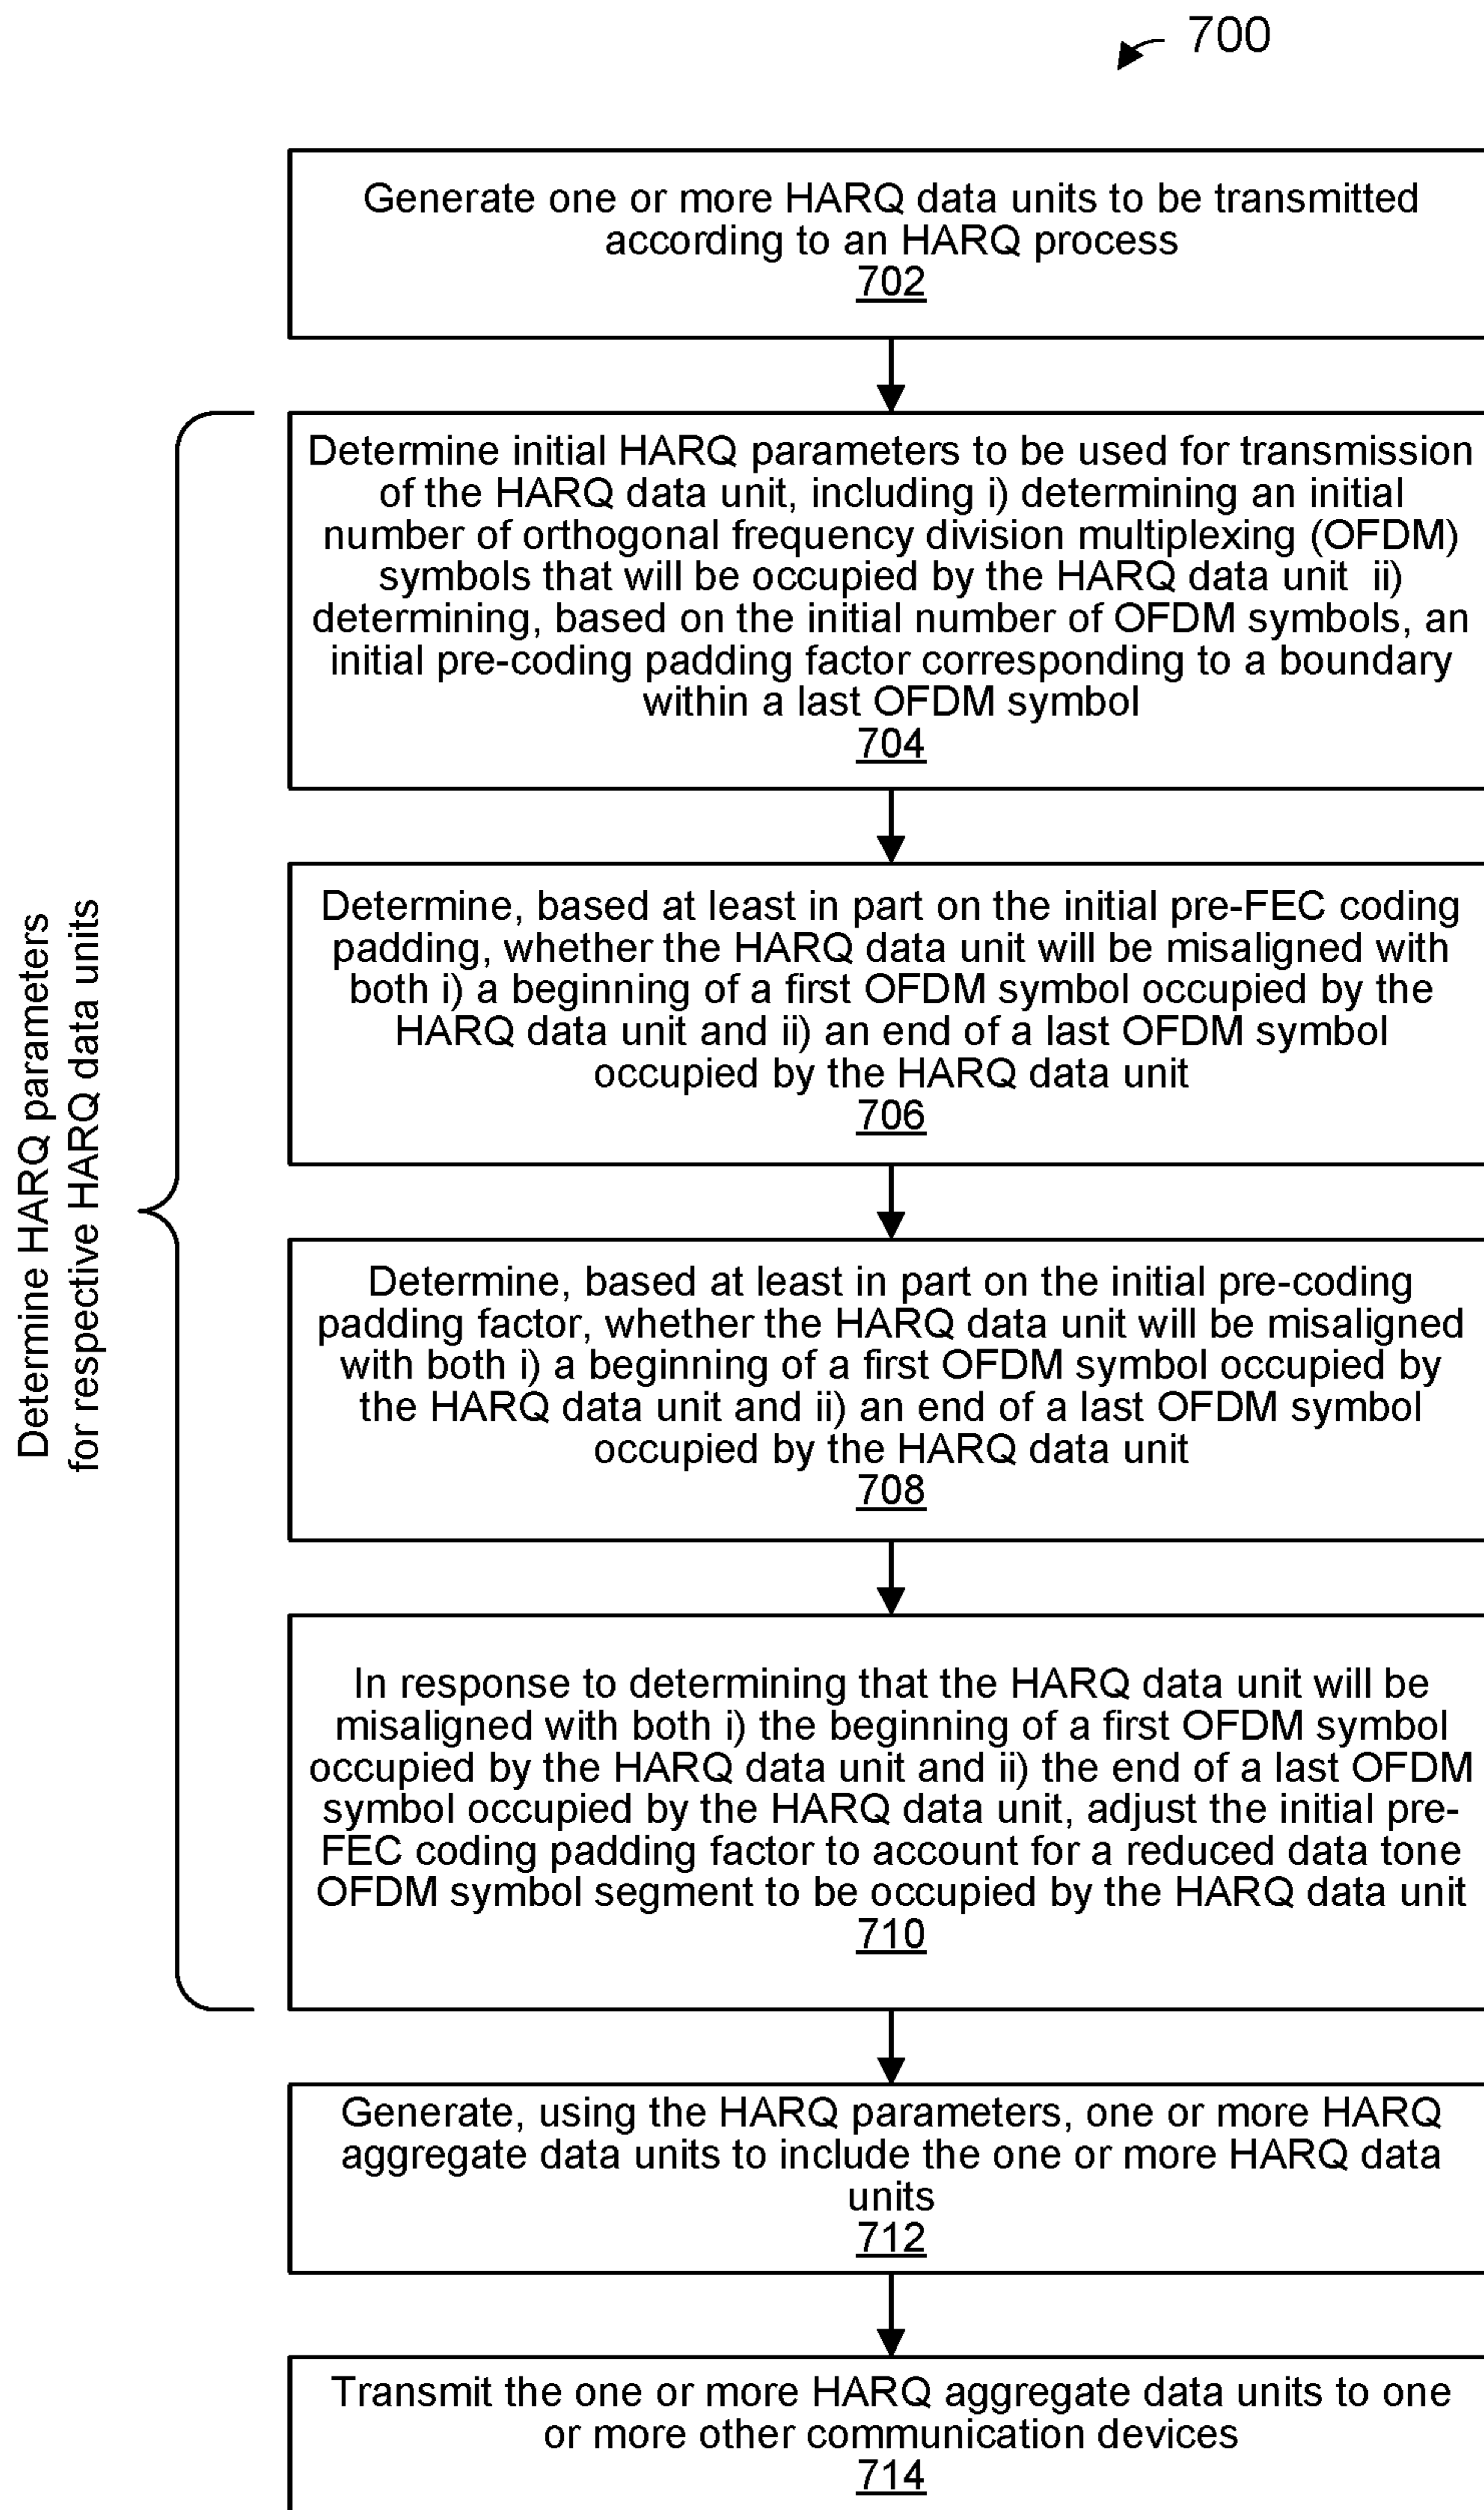 700
Generate one or more HARQ data units to be transmitted
according to an HARQ process
702
Determine HARQ parameters
for respective HARQ data units
Determine initial HARQ parameters to be used for transmission
of the HARQ data unit, including i) determining an initial
number of orthogonal frequency division multiplexing (OFDM)
symbols that will be occupied by the HARQ data unit ii)
determining, based on the initial number of OFDM symbols, an
initial pre-coding padding factor corresponding to a boundary
within a last OFDM symbol
704
Determine, based at least in part on the initial pre-FEC coding
padding, whether the HARQ data unit will be misaligned with
both i) a beginning of a first OFDM symbol occupied by the
HARQ data unit and ii) an end of a last OFDM symbol
occupied by the HARQ data unit
706
Determine, based at least in part on the initial pre-coding
padding factor, whether the HARQ data unit will be misaligned
with both i) a beginning of a first OFDM symbol occupied by
the HARQ data unit and ii) an end of a last OFDM symbol
occupied by the HARQ data unit
708
In response to determining that the HARQ data unit will be
misaligned with both i) the beginning of a first OFDM symbol
occupied by the HARQ data unit and ii) the end of a last OFDM
symbol occupied by the HARQ data unit, adjust the initial pre-
FEC coding padding factor to account for a reduced data tone
OFDM symbol segment to be occupied by the HARQ data unit
710
Generate, using the HARQ parameters, one or more HARQ
aggregate data units to include the one or more HARQ data
units
712
Transmit the one or more HARQ aggregate data units to one
or more other communication devices
714